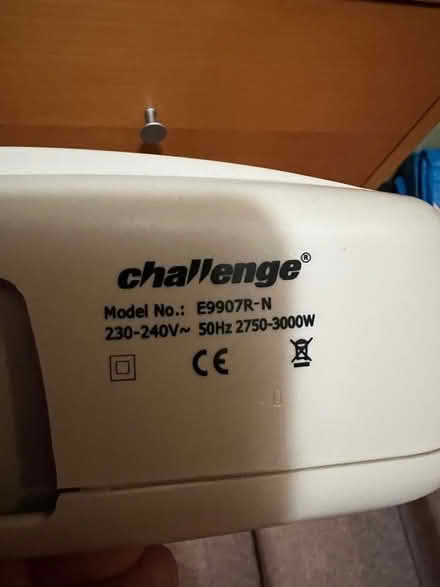 challenge®
Model No.: E9907R-N
230-240V~ 50Hz 2750-3000W
CE